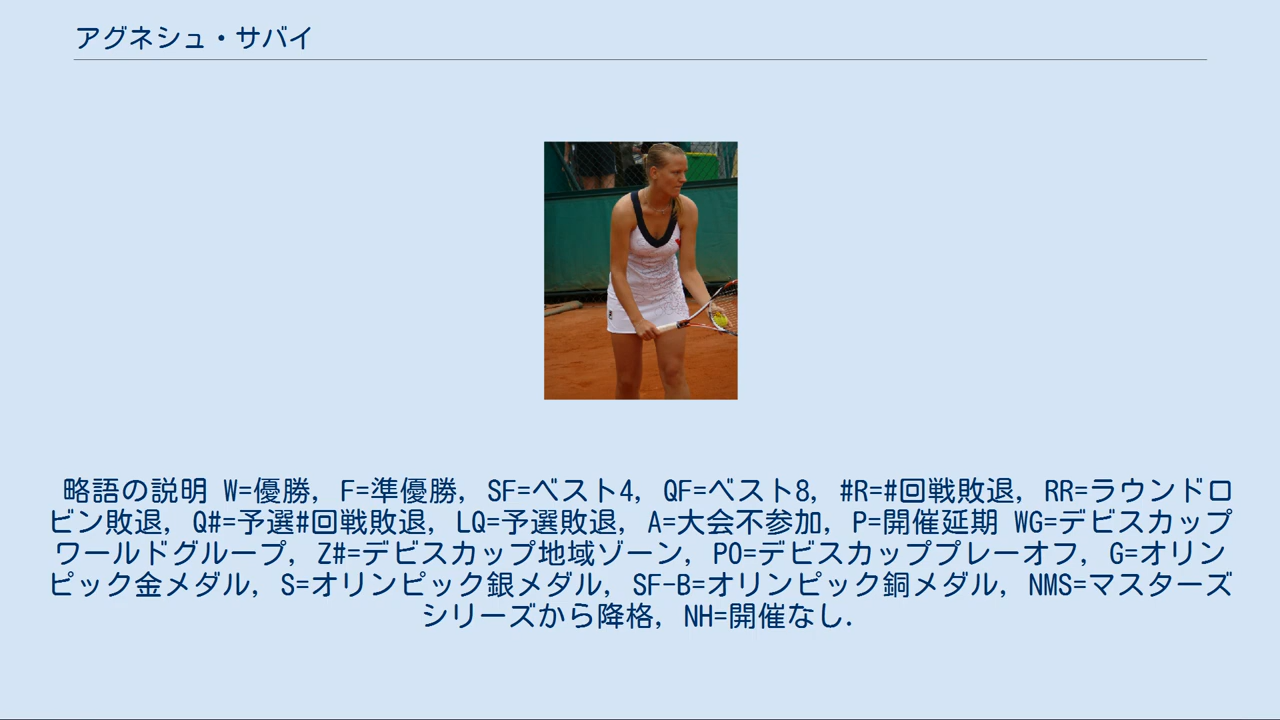 アグネシュ・サバイ
略語の説明 W=優勝, F=準優勝, SF=ベスト4, QF=ベスト8, #R=#回戦敗退, RR=ラウンドロ
ビン敗退, Q#=予選#回戦敗退, LQ=予選敗退, A=大会不参加, P=開催延期 WG=デビスカップ
ワールドグループ, Z#=デビスカップ地域ゾーン, PO=デビスカッププレーオフ, G=オリン
ピック金メダル, S=オリンピック銀メダル, SF-B=オリンピック銅メダル, NMS=マスターズ
シリーズから降格, NH=開催なし.